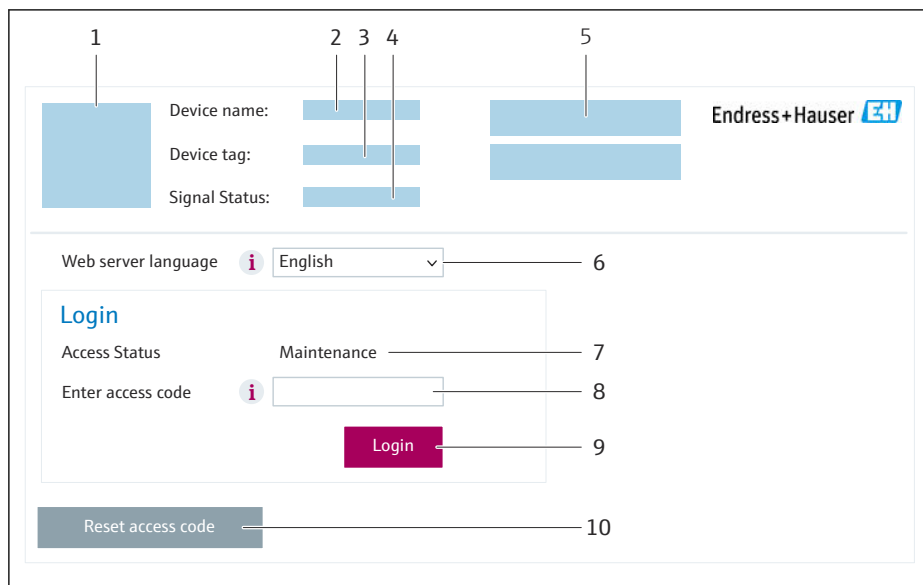 1 2 3 4 5
Device name:
Endress+Hauser EH
Device tag:
Signal Status:
Web server language i English 6
Login
Access Status Maintenance 7
Enter access code i 8
Login 9
Reset access code 10